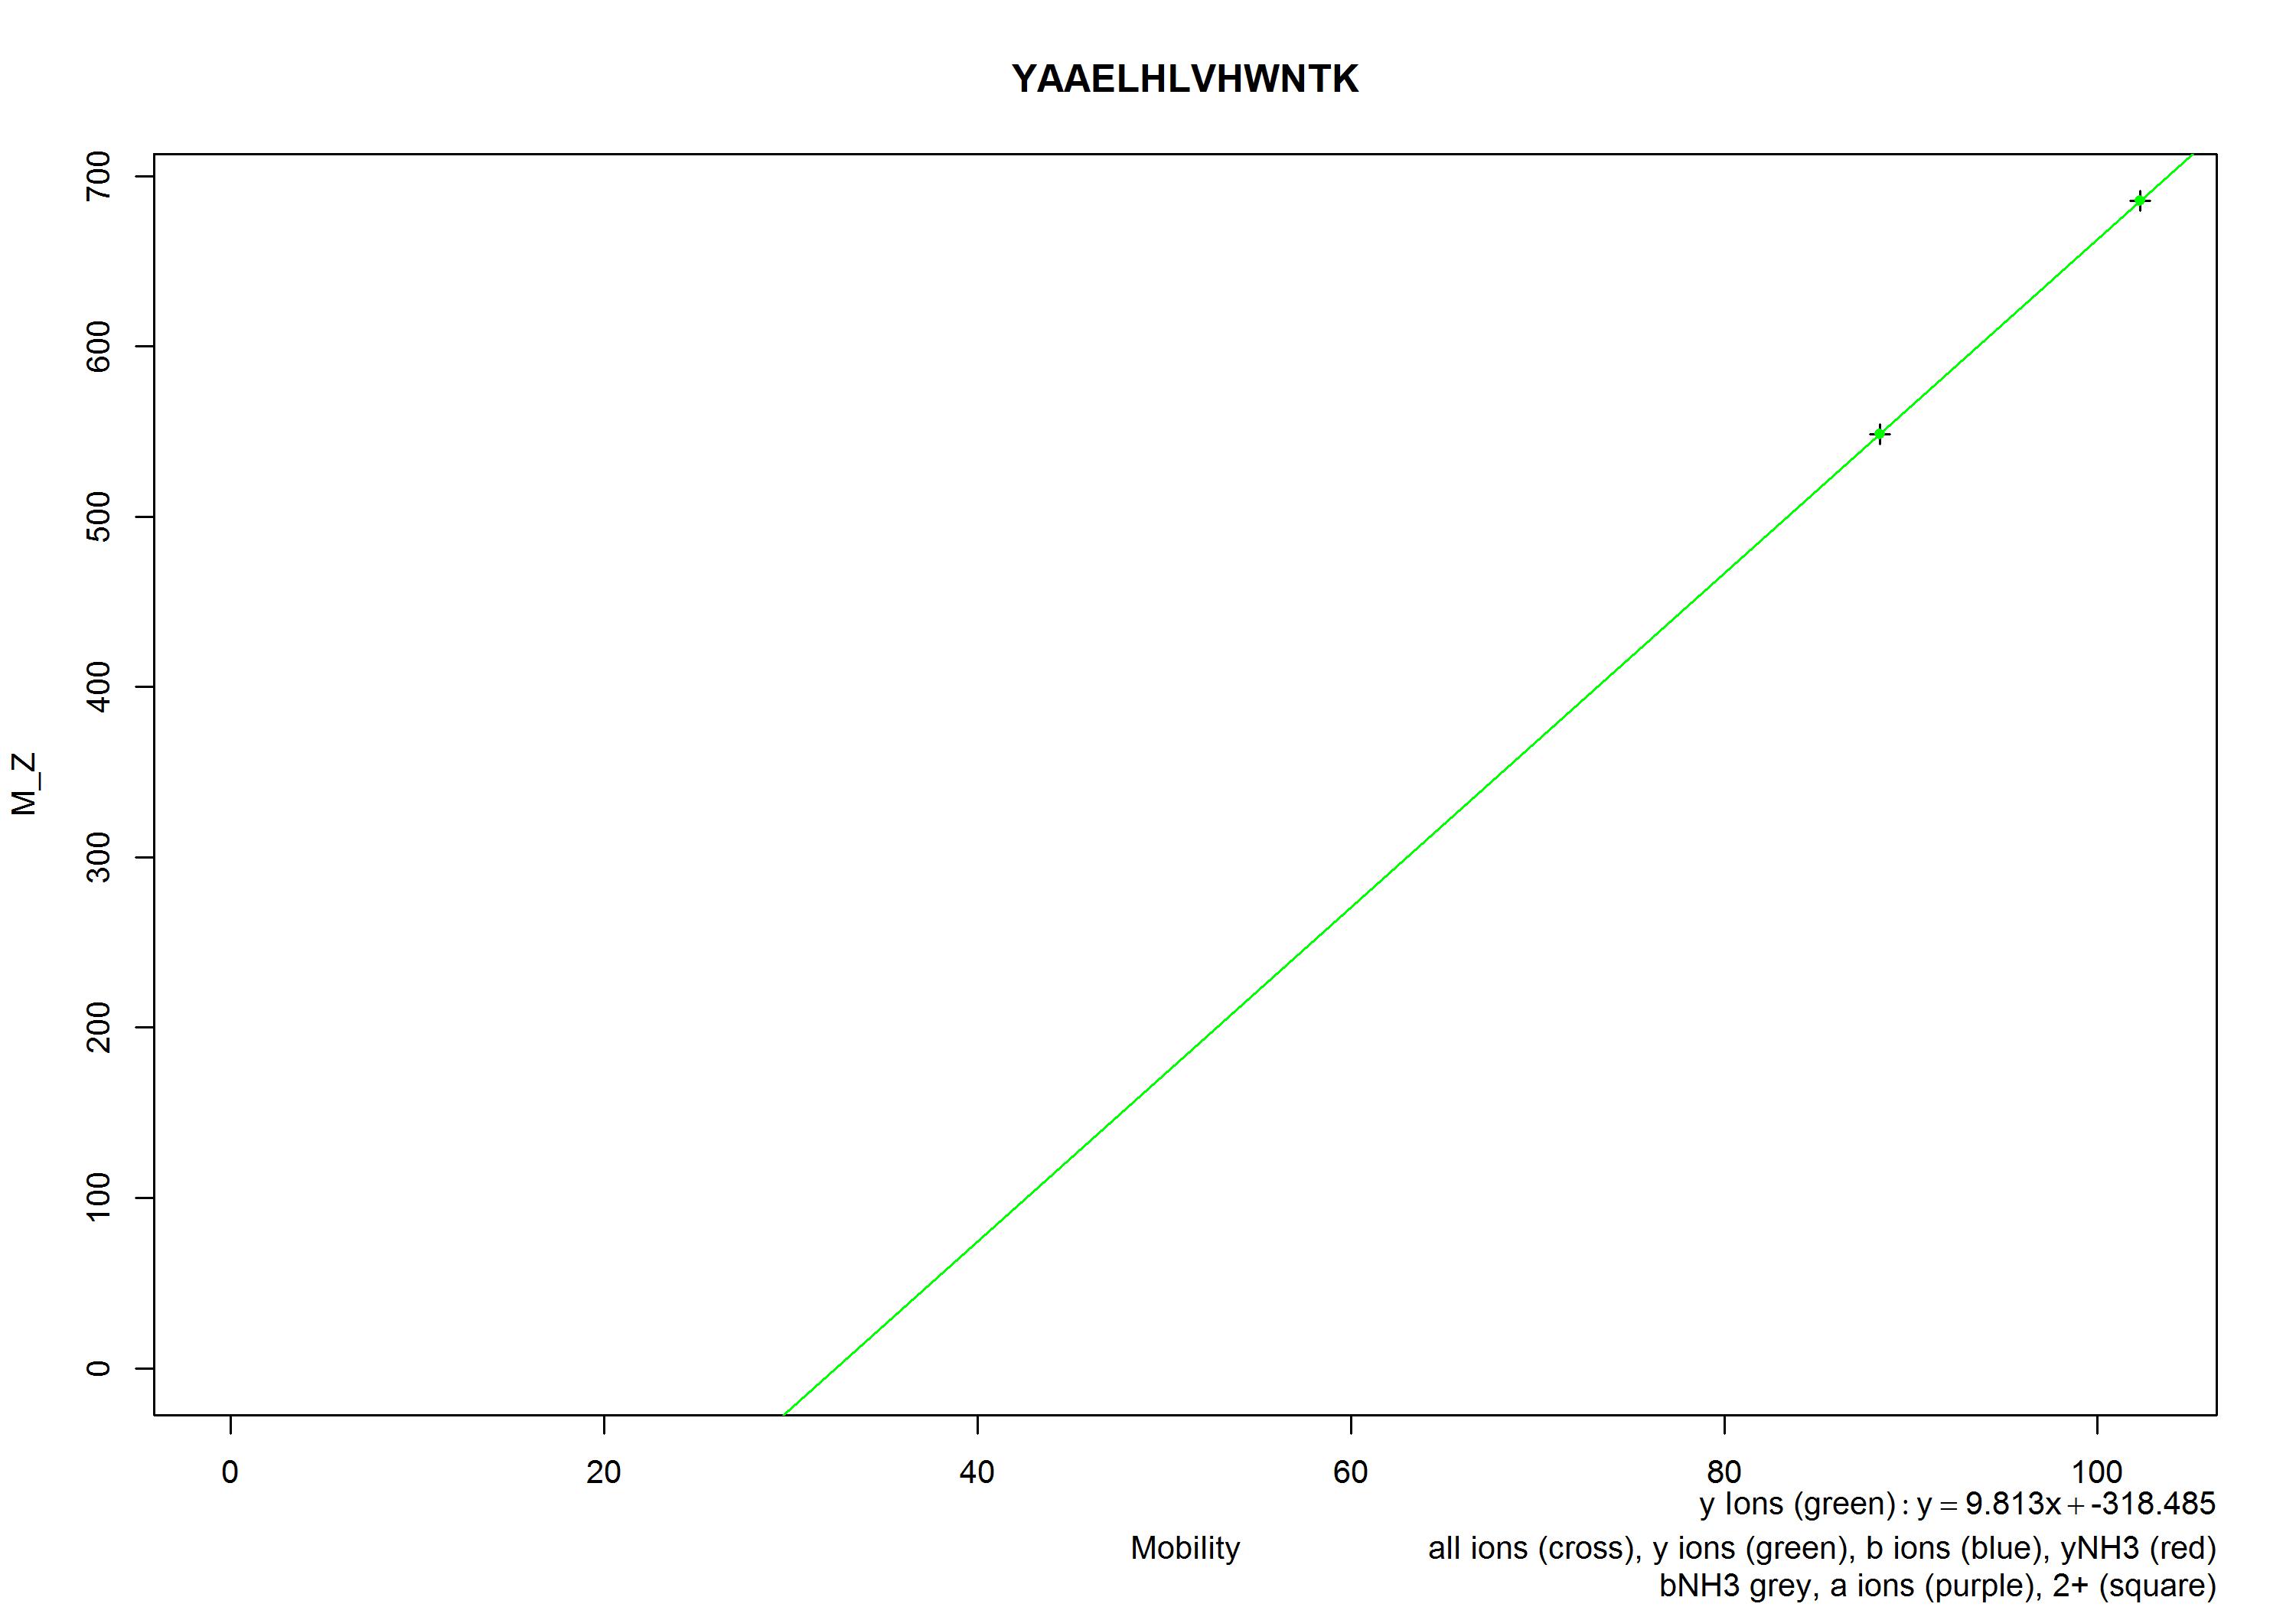 YAAELHLVHWNTK
700
600
500
400
300
200
100
0
M_Z
0 20 40 60 80 100
y Ions (green) : y = 9.813x + -318.485
Mobility
all ions (cross), y ions (green), b ions (blue), yNH3 (red)
bNH3 grey, a ions (purple), 2+ (square)